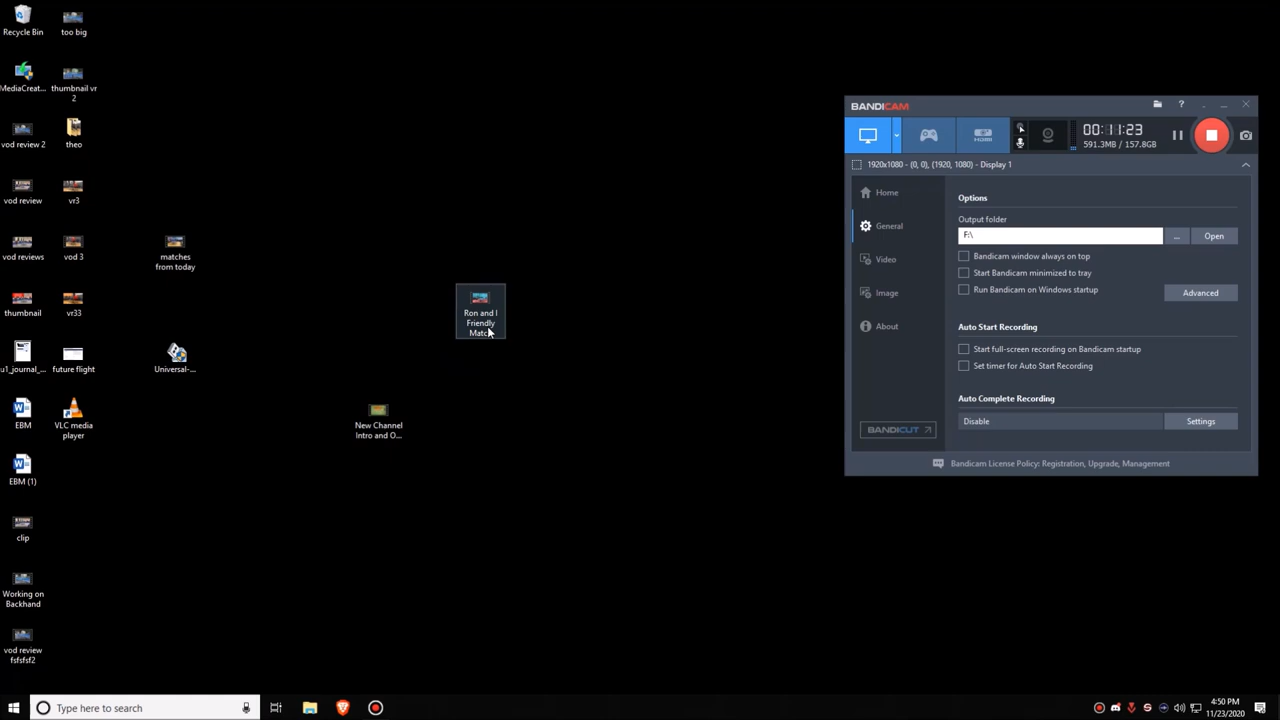 Recycle Bin
too big
MediaCreat...
thumbnail vr
2
vod review 2
theo
vod review
vr3
vod reviews
vod 3
matches
from today
thumbnail
vr33
u1_journal_...
future flight
Universal-...
EBM
VLC media
player
EBM (1)
clip
Working on
Backhand
vod review
fsfsfsf2
Ron and I
Friendly
Matc
New Channel
Intro and O...
BANDICAM
?
HDMI
00:11:23
591.3MB / 157.8GB
1920x1080 - (0, 0), (1920, 1080) - Display 1
Home
General
Video
Image
About
BANDICUT
Options
Output folder
F:\
...
Open
Bandicam window always on top
Start Bandicam minimized to tray
Run Bandicam on Windows startup
Advanced
Auto Start Recording
Start full-screen recording on Bandicam startup
Set timer for Auto Start Recording
Auto Complete Recording
Disable
Settings
Bandicam License Policy: Registration, Upgrade, Management
Type here to search
4:50 PM
11/23/2020